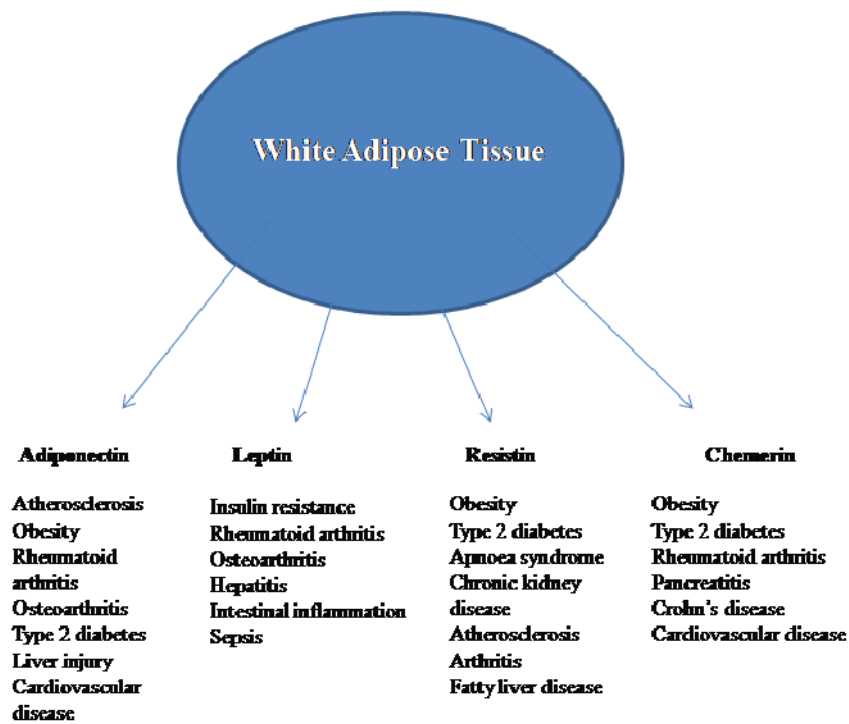 White Adipose Tissue
Adiponectin
Atherosclerosis
Obesity
Rheumatoid
arthritis
Osteoarthritis
Type 2 diabetes
Liver injury
Cardiovascular
disease
Leptin
Insulin resistance
Rheumatoid arthritis
Osteoarthritis
Hepatitis
Intestinal inflammation
Sepsis
Resistin
Obesity
Type 2 diabetes
Apnoea syndrome
Chronic kidney
disease
Atherosclerosis
Arthritis
Fatty liver disease
Chemerin
Obesity
Type 2 diabetes
Rheumatoid arthritis
Pancreatitis
Crohn's disease
Cardiovascular disease